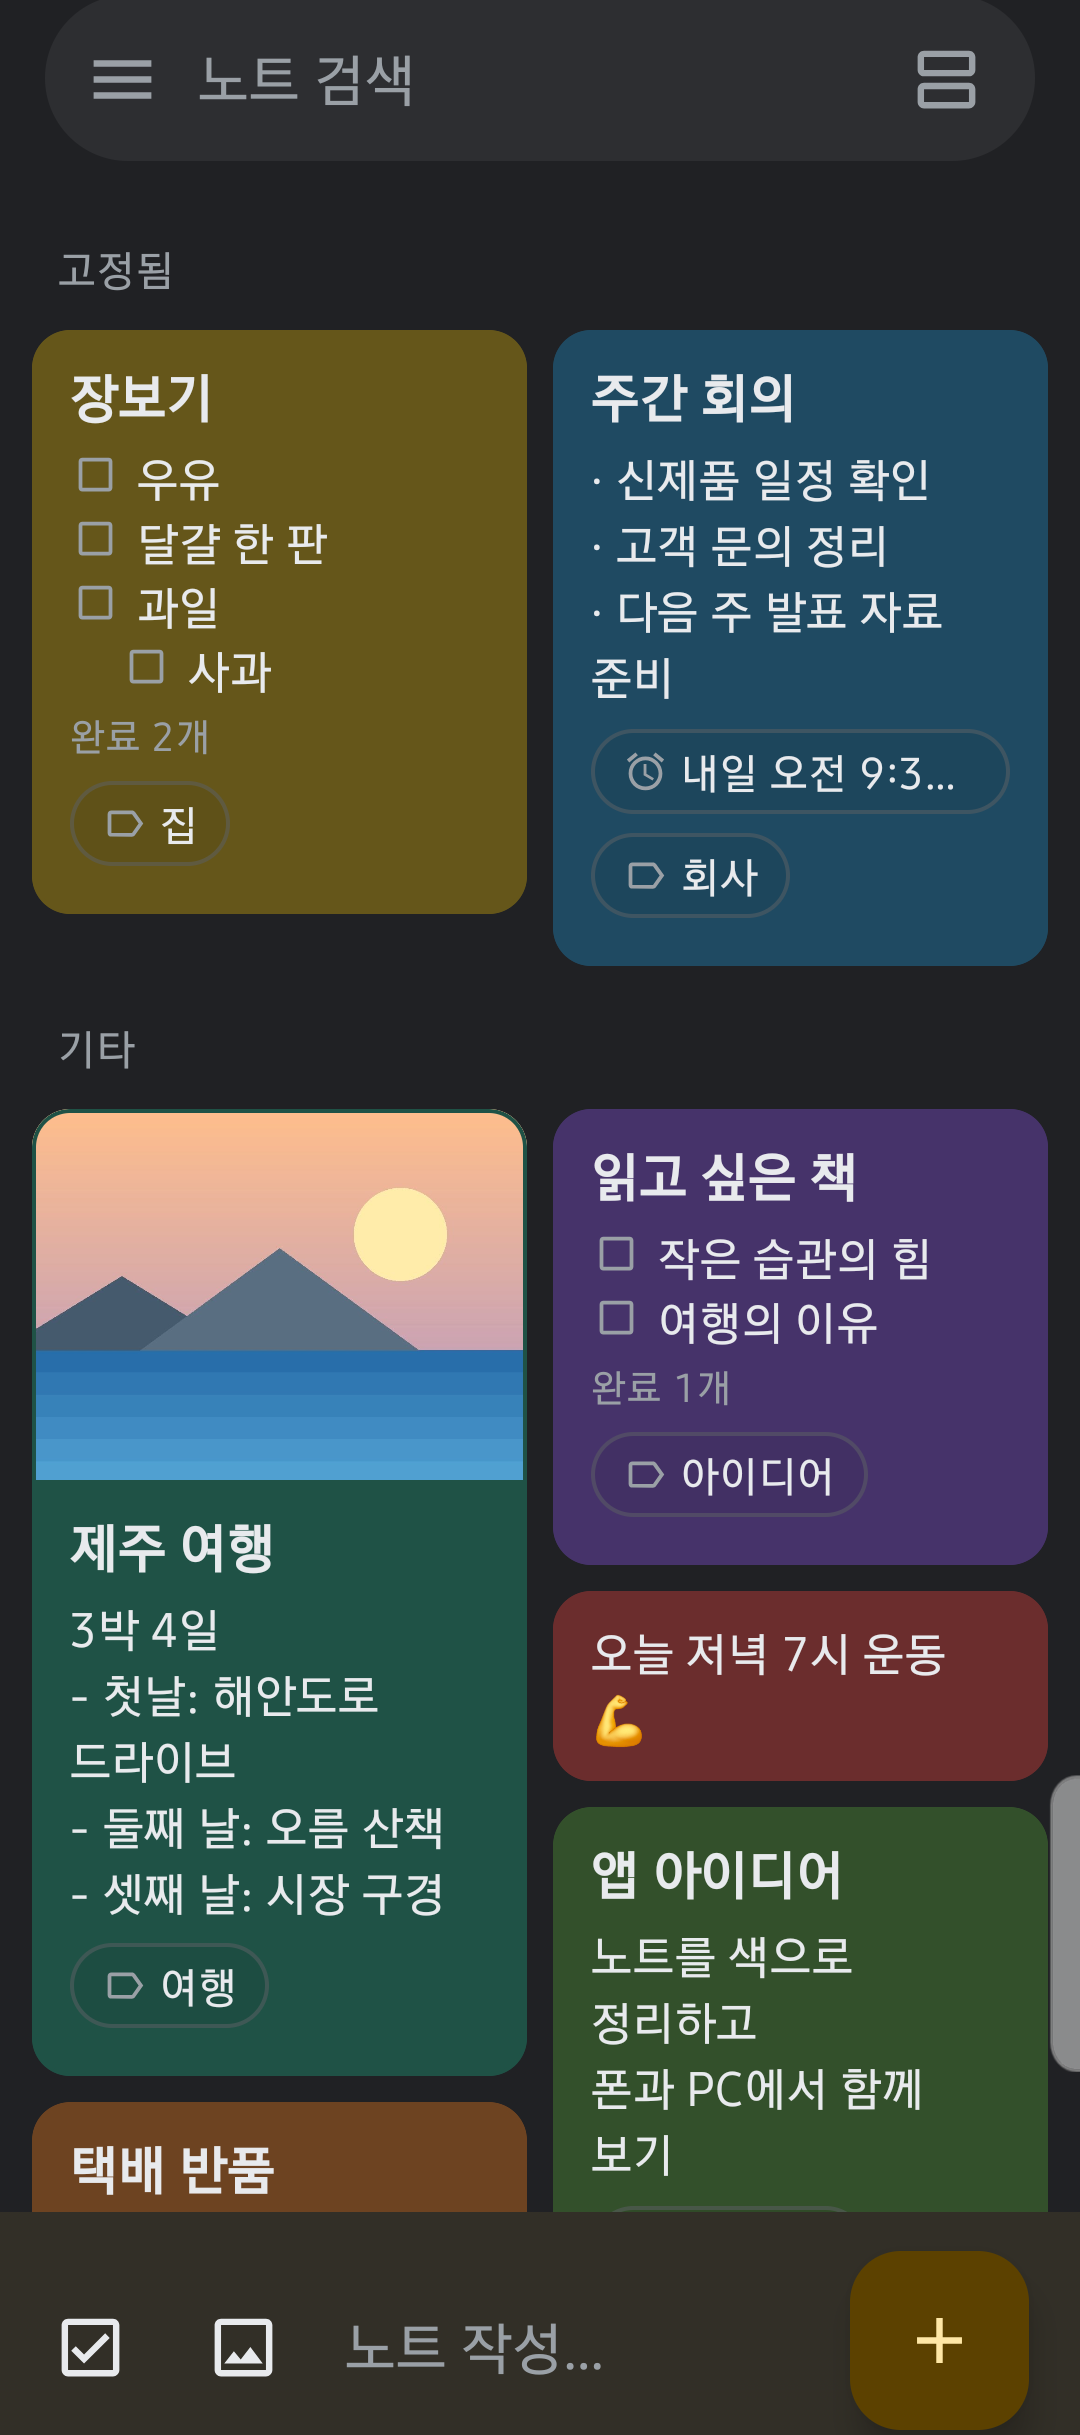 노트 검색
고정됨
장보기
우유
달걀 한 판
과일
사과
완료 2개
집
주간 회의
· 신제품 일정 확인
· 고객 문의 정리
· 다음 주 발표 자료
준비
내일 오전 9:3...
회사
기타
제주 여행
3박 4일
- 첫날: 해안도로
드라이브
- 둘째 날: 오름 산책
- 셋째 날: 시장 구경
여행
택배 반품
읽고 싶은 책
작은 습관의 힘
여행의 이유
완료 1개
아이디어
오늘 저녁 7시 운동
💪
앱 아이디어
노트를 색으로
정리하고
폰과 PC에서 함께
보기
노트 작성...